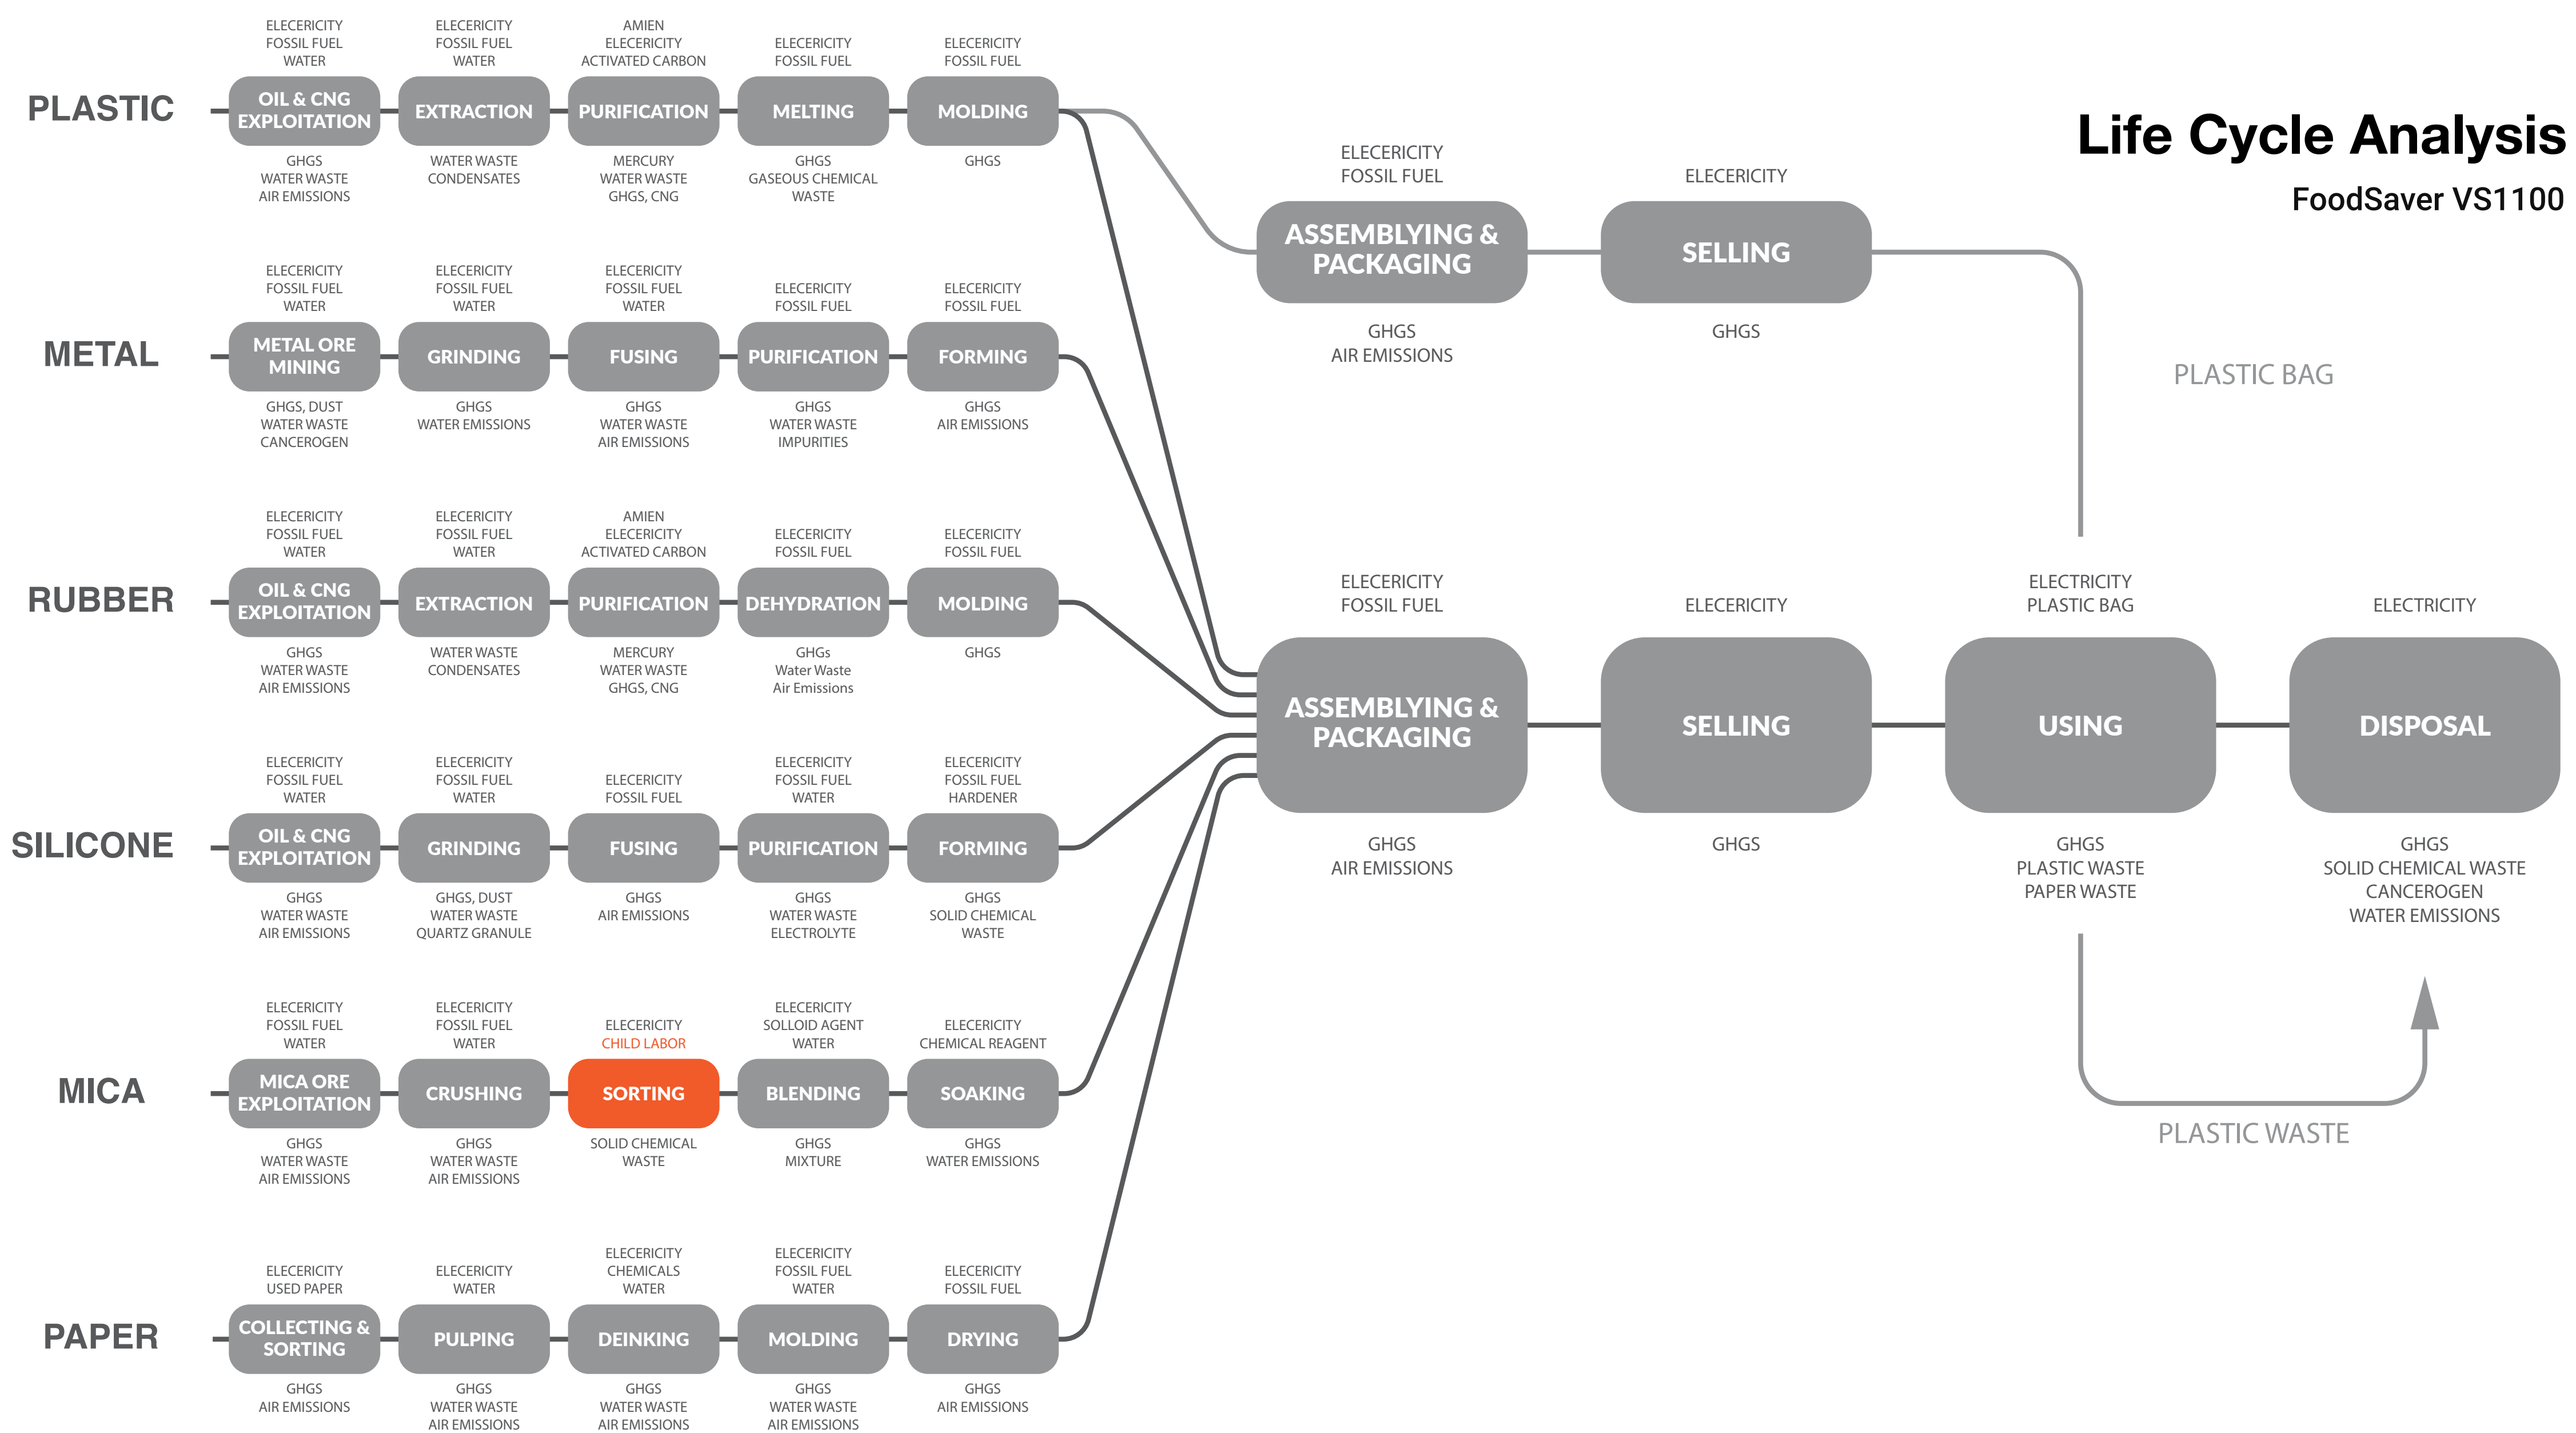 Life Cycle Analysis
FoodSaver VS1100
PLASTIC
ELECERICITY
FOSSIL FUEL
WATER
OIL & CNG
EXPLOITATION
GHGS
WATER WASTE
AIR EMISSIONS
ELECERICITY
FOSSIL FUEL
WATER
EXTRACTION
WATER WASTE
CONDENSATES
AMIEN
ELECERICITY
ACTIVATED CARBON
PURIFICATION
MERCURY
WATER WASTE
GHGS, CNG
ELECERICITY
FOSSIL FUEL
MELTING
GHGS
GASEOUS CHEMICAL
WASTE
ELECERICITY
FOSSIL FUEL
MOLDING
GHGS
METAL
ELECERICITY
FOSSIL FUEL
WATER
METAL ORE
MINING
GHGS, DUST
WATER WASTE
CANCEROGEN
ELECERICITY
FOSSIL FUEL
WATER
GRINDING
GHGS
WATER EMISSIONS
ELECERICITY
FOSSIL FUEL
WATER
FUSING
GHGS
WATER WASTE
AIR EMISSIONS
ELECERICITY
FOSSIL FUEL
PURIFICATION
GHGS
WATER WASTE
IMPURITIES
ELECERICITY
FOSSIL FUEL
FORMING
GHGS
AIR EMISSIONS
RUBBER
ELECERICITY
FOSSIL FUEL
WATER
OIL & CNG
EXPLOITATION
GHGS
WATER WASTE
AIR EMISSIONS
ELECERICITY
FOSSIL FUEL
WATER
EXTRACTION
WATER WASTE
CONDENSATES
AMIEN
ELECERICITY
ACTIVATED CARBON
PURIFICATION
MERCURY
WATER WASTE
GHGS, CNG
ELECERICITY
FOSSIL FUEL
DEHYDRATION
GHGs
Water Waste
Air Emissions
ELECERICITY
FOSSIL FUEL
MOLDING
GHGS
SILICONE
ELECERICITY
FOSSIL FUEL
WATER
OIL & CNG
EXPLOITATION
GHGS
WATER WASTE
AIR EMISSIONS
ELECERICITY
FOSSIL FUEL
WATER
GRINDING
GHGS, DUST
WATER WASTE
QUARTZ GRANULE
ELECERICITY
FOSSIL FUEL
FUSING
GHGS
AIR EMISSIONS
ELECERICITY
FOSSIL FUEL
WATER
PURIFICATION
GHGS
WATER WASTE
ELECTROLYTE
ELECERICITY
FOSSIL FUEL
HARDENER
FORMING
GHGS
SOLID CHEMICAL
WASTE
MICA
ELECERICITY
FOSSIL FUEL
WATER
MICA ORE
EXPLOITATION
GHGS
WATER WASTE
AIR EMISSIONS
ELECERICITY
FOSSIL FUEL
WATER
CRUSHING
GHGS
WATER WASTE
AIR EMISSIONS
ELECERICITY
CHILD LABOR
SORTING
SOLID CHEMICAL
WASTE
ELECERICITY
SOLLOID AGENT
WATER
BLENDING
GHGS
MIXTURE
ELECERICITY
CHEMICAL REAGENT
SOAKING
GHGS
WATER EMISSIONS
PAPER
ELECERICITY
USED PAPER
COLLECTING &
SORTING
GHGS
AIR EMISSIONS
ELECERICITY
WATER
PULPING
GHGS
WATER WASTE
AIR EMISSIONS
ELECERICITY
CHEMICALS
WATER
DEINKING
GHGS
WATER WASTE
AIR EMISSIONS
ELECERICITY
FOSSIL FUEL
WATER
MOLDING
GHGS
WATER WASTE
AIR EMISSIONS
ELECERICITY
FOSSIL FUEL
DRYING
GHGS
AIR EMISSIONS
ELECERICITY
FOSSIL FUEL
ASSEMBLYING &
PACKAGING
GHGS
AIR EMISSIONS
ELECERICITY
SELLING
GHGS
PLASTIC BAG
ELECERICITY
FOSSIL FUEL
ASSEMBLYING &
PACKAGING
GHGS
AIR EMISSIONS
ELECERICITY
SELLING
GHGS
ELECTRICITY
PLASTIC BAG
USING
GHGS
PLASTIC WASTE
PAPER WASTE
ELECTRICITY
DISPOSAL
GHGS
SOLID CHEMICAL WASTE
CANCEROGEN
WATER EMISSIONS
PLASTIC WASTE